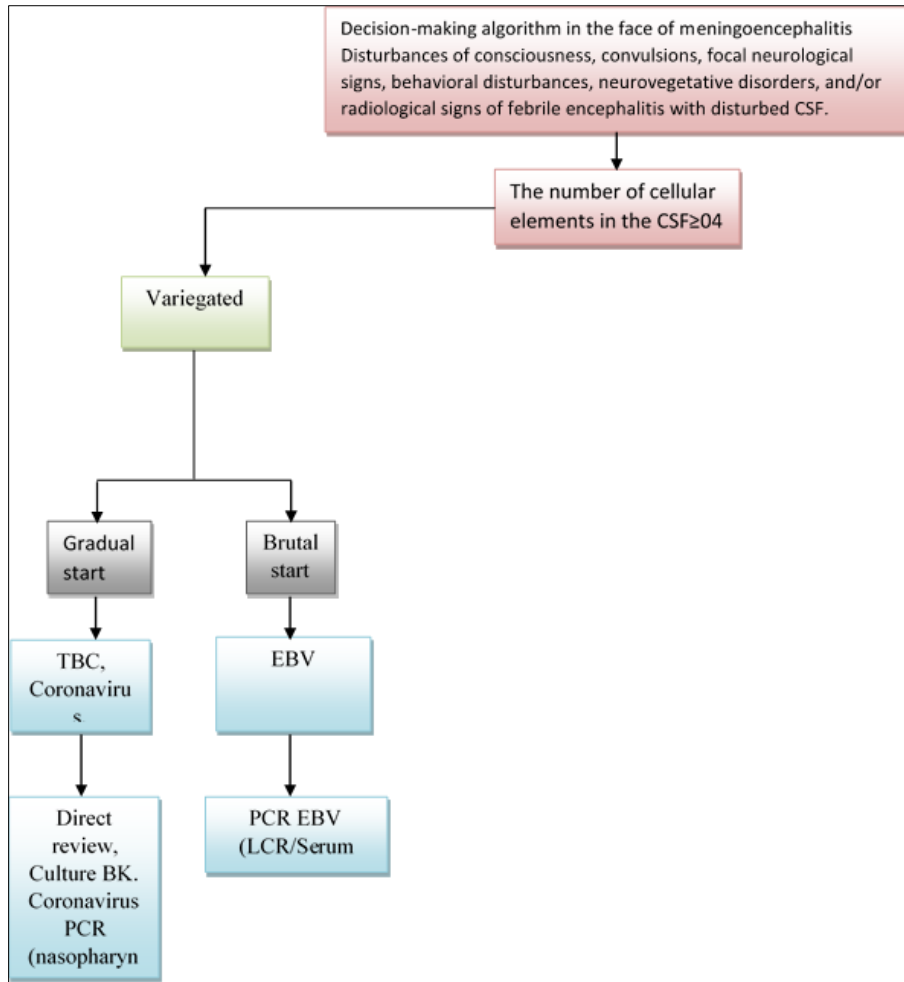 Decision-making algorithm in the face of meningoencephalitis
Disturbances of consciousness, convulsions, focal neurological
signs, behavioral disturbances, neurovegetative disorders, and/or
radiological signs of febrile encephalitis with disturbed CSF.
The number of cellular
elements in the CSF≥04
Variegated
Gradual
start
Brutal
start
TBC,
Coronaviru
s.
EBV
Direct
review,
Culture BK.
Coronavirus
PCR
(nasopharyn
PCR EBV
(LCR/Serum